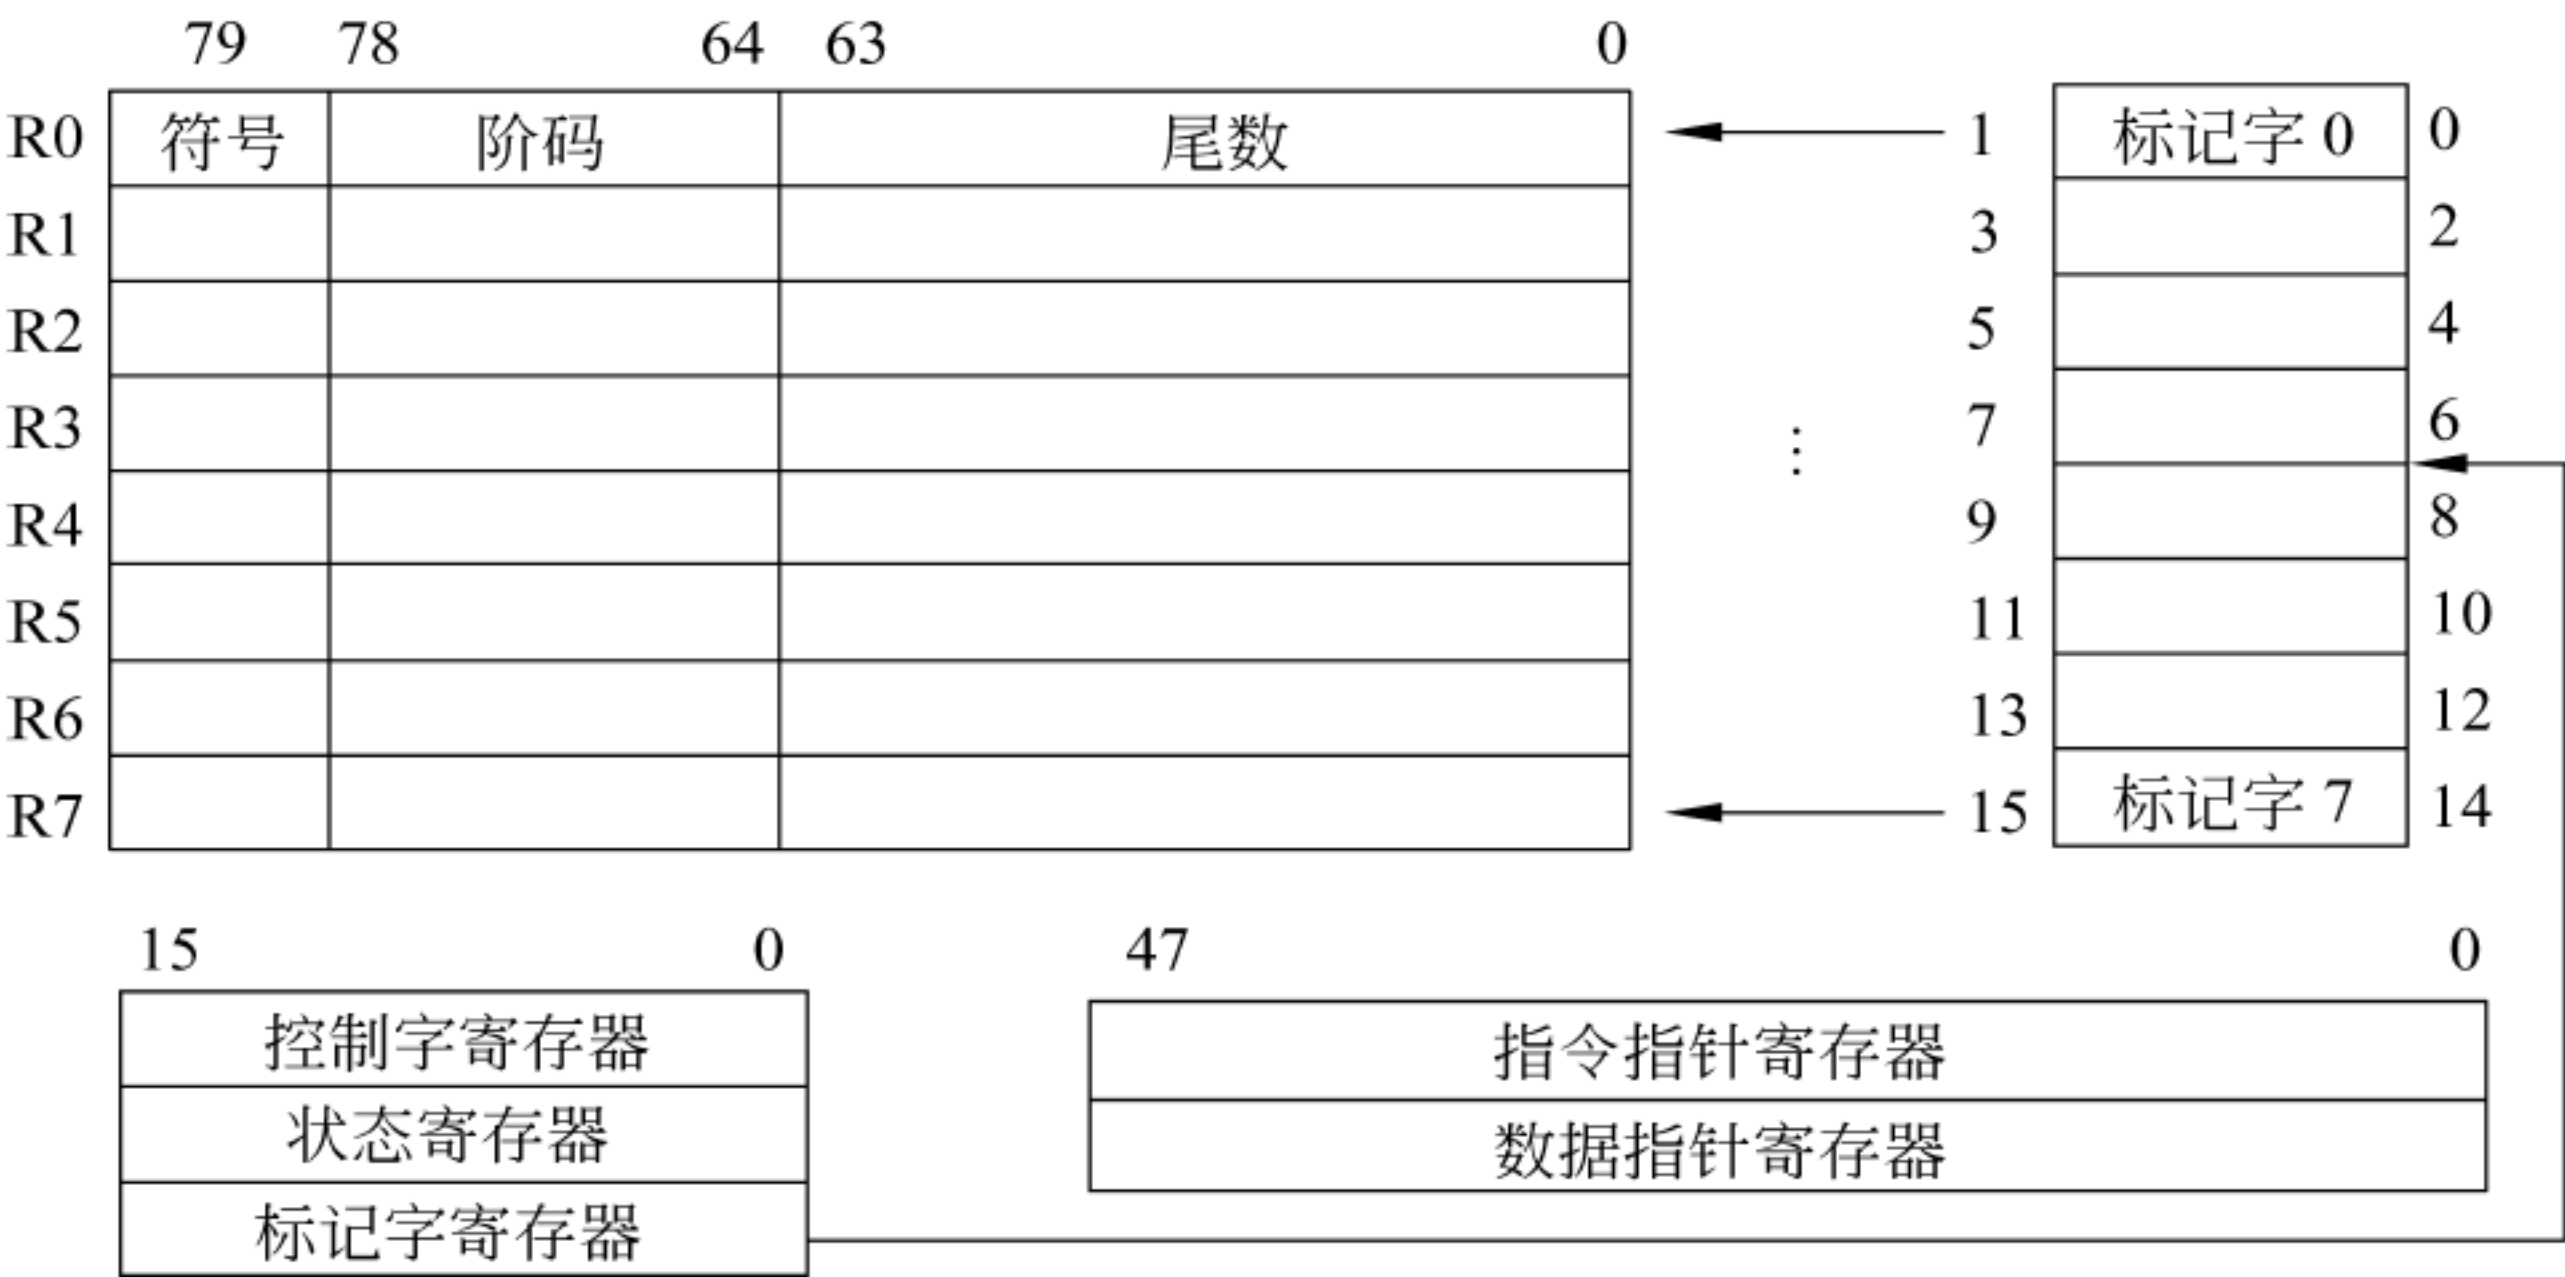 79 78 64 63 0
R0 符号 阶码 尾数 1 标记字 0 0
R1 3 2
R2 5 4
R3 ⋮ 7 6
R4 9 8
R5 11 10
R6 13 12
R7 15 标记字 7 14
15 0 47 0
控制字寄存器 指令指针寄存器
状态寄存器 数据指针寄存器
标记字寄存器